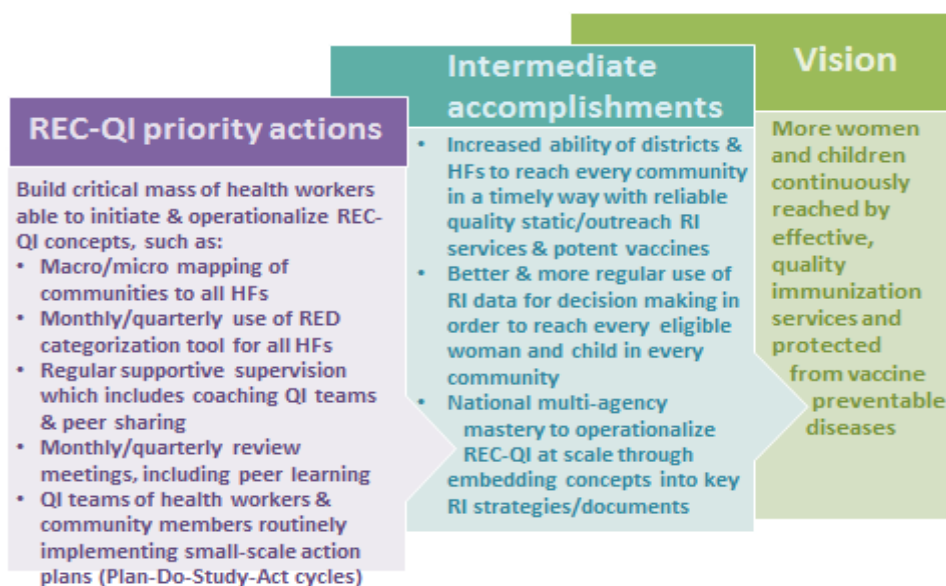 REC-QI priority actions
Build critical mass of health workers
able to initiate & operationalize REC-
QI concepts, such as:
• Macro/micro mapping of
communities to all HFs
• Monthly/quarterly use of RED
categorization tool for all HFs
• Regular supportive supervision
which includes coaching QI teams
& peer sharing
• Monthly/quarterly review
meetings, including peer learning
• QI teams of health workers &
community members routinely
implementing small-scale action
plans (Plan-Do-Study-Act cycles)
Intermediate
accomplishments
• Increased ability of districts &
HFs to reach every community
in a timely way with reliable
quality static/outreach RI
services & potent vaccines
• Better & more regular use of
RI data for decision making in
order to reach every eligible
woman and child in every
community
• National multi-agency
mastery to operationalize
REC-QI at scale through
embedding concepts into key
RI strategies/documents
Vision
More women
and children
continuously
reached by
effective,
quality
immunization
services and
protected
from vaccine
preventable
diseases